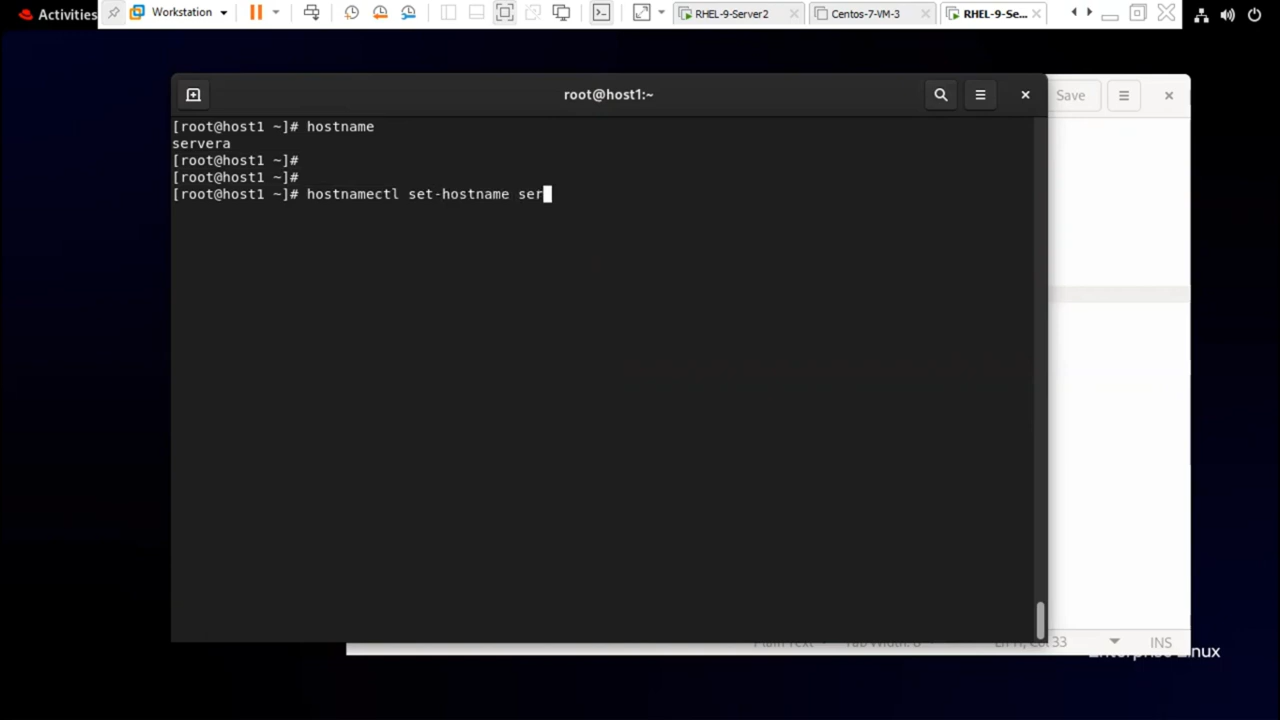 Activities
Workstation
RHEL-9-Server2
Centos-7-VM-3
RHEL-9-Se...
root@host1:~
Save
[root@host1 ~]# hostname
servera
[root@host1 ~]#
[root@host1 ~]#
[root@host1 ~]# hostnamectl set-hostname ser
INS
Enterprise Linux